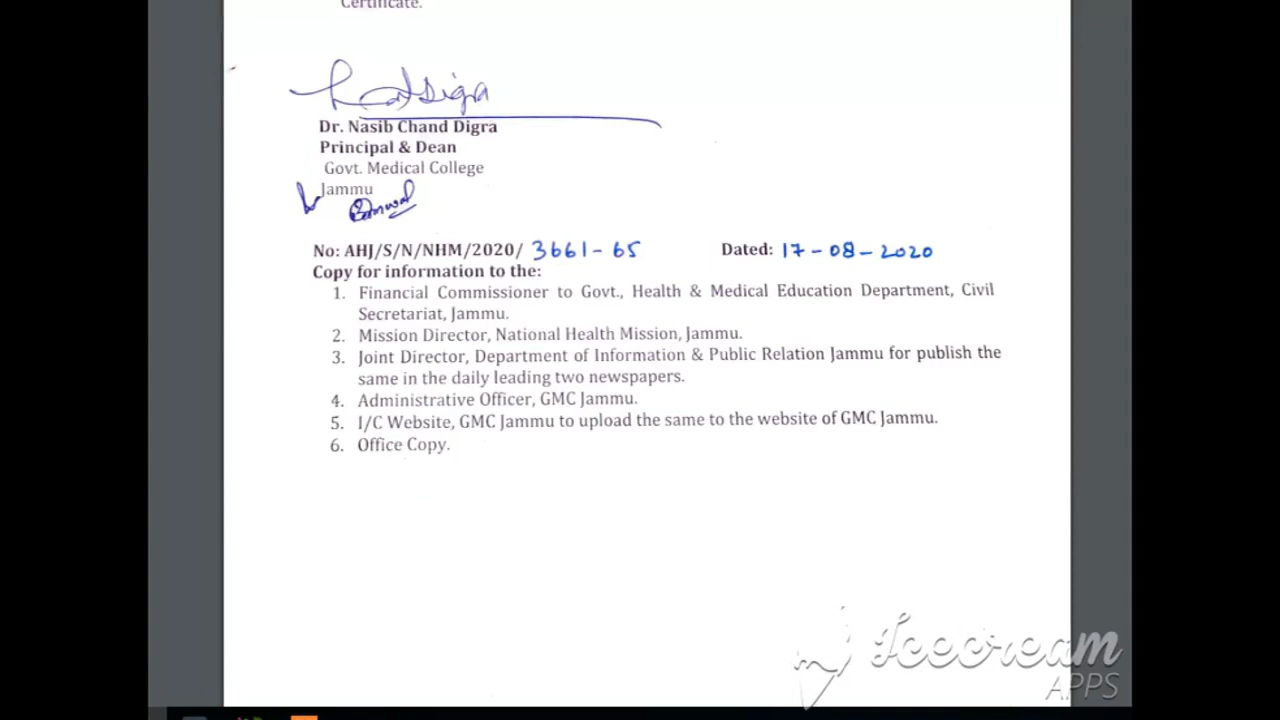 Certificate.
Dr. Nasib Chand Digra
Principal & Dean
Govt. Medical College
Jammu
No: AHJ/S/N/NHM/2020/ 3661-65 Dated: 17-08-2020
Copy for information to the:
1. Financial Commissioner to Govt., Health & Medical Education Department, Civil
Secretariat, Jammu.
2. Mission Director, National Health Mission, Jammu.
3. Joint Director, Department of Information & Public Relation Jammu for publish the
same in the daily leading two newspapers.
4. Administrative Officer, GMC Jammu.
5. I/C Website, GMC Jammu to upload the same to the website of GMC Jammu.
6. Office Copy.
Icecream
APPS